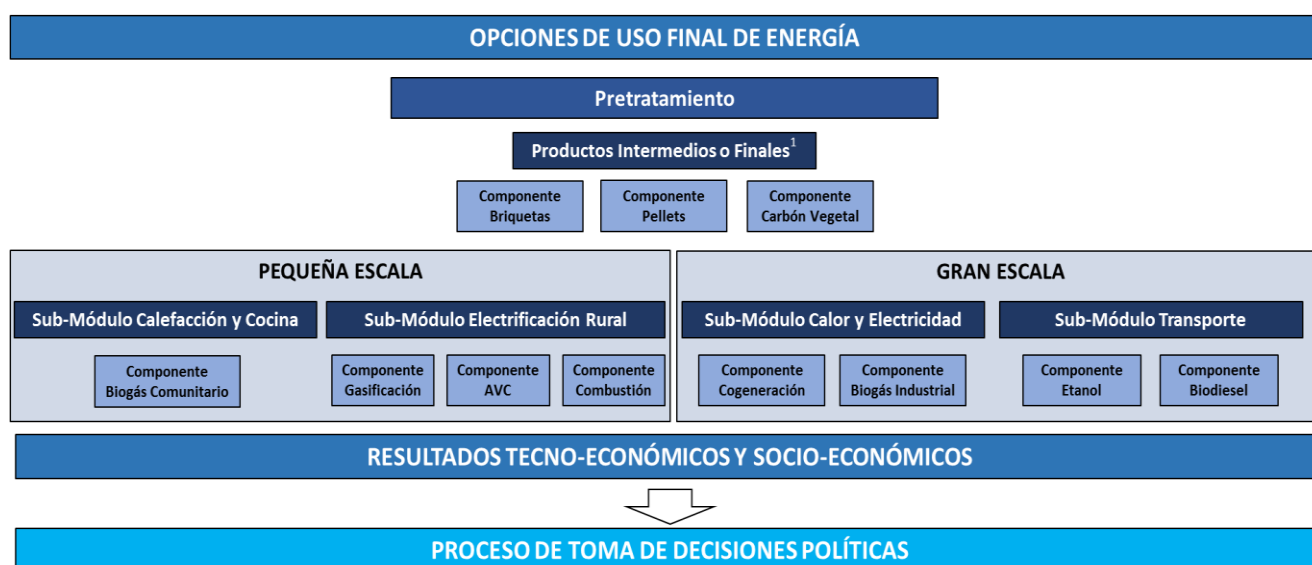 OPCIONES DE USO FINAL DE ENERGÍA
Pretratamiento
Productos Intermedios o Finales1
Componente
Briquetas
Componente
Pellets
Componente
Carbón Vegetal
PEQUEÑA ESCALA
Sub-Módulo Calefacción y Cocina
Componente
Biogás Comunitario
Sub-Módulo Electrificación Rural
Componente
Gasificación
Componente
AVC
Componente
Combustión
GRAN ESCALA
Sub-Módulo Calor y Electricidad
Componente
Cogeneración
Componente
Biogás Industrial
Sub-Módulo Transporte
Componente
Etanol
Componente
Biodiesel
RESULTADOS TECNO-ECONÓMICOS Y SOCIO-ECONÓMICOS
PROCESO DE TOMA DE DECISIONES POLÍTICAS